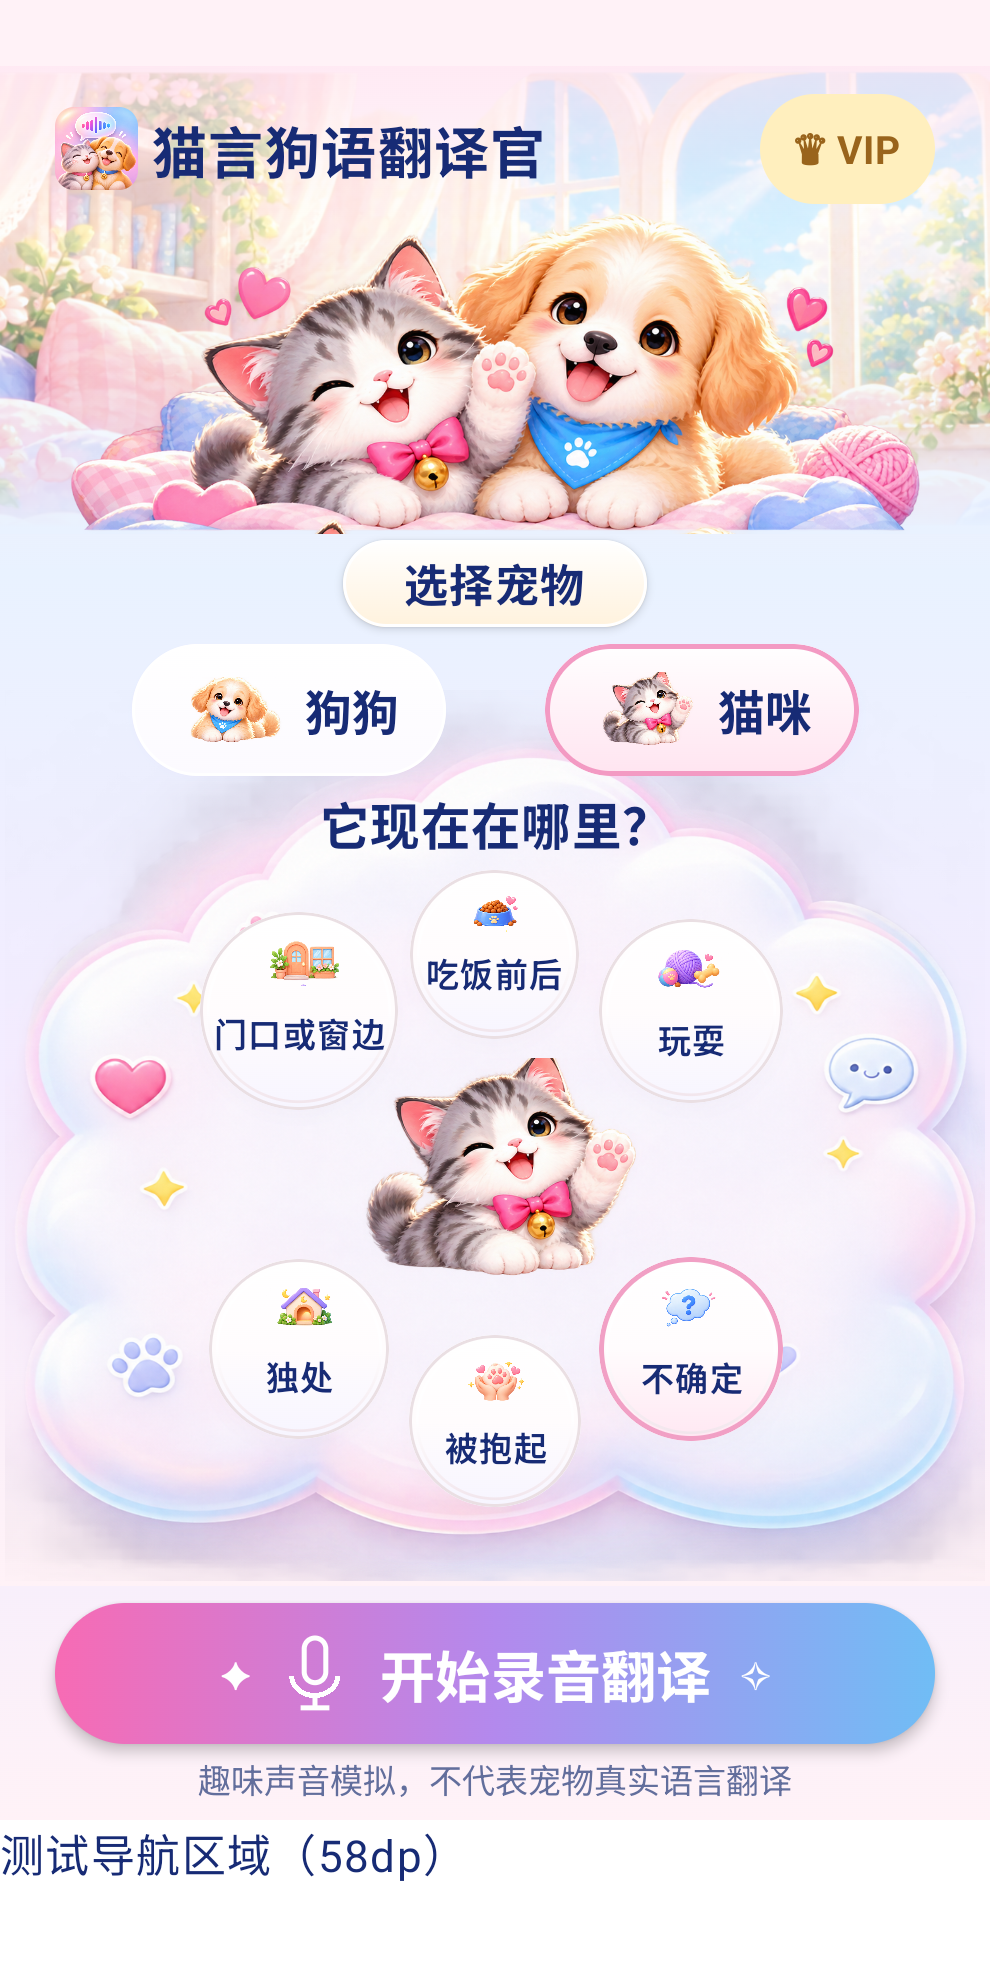 猫言狗语翻译官
VIP
选择宠物
狗狗
猫咪
它现在在哪里?
吃饭前后
门口或窗边
玩耍
独处
不确定
被抱起
开始录音翻译
趣味声音模拟，不代表宠物真实语言翻译
测试导航区域（58dp）